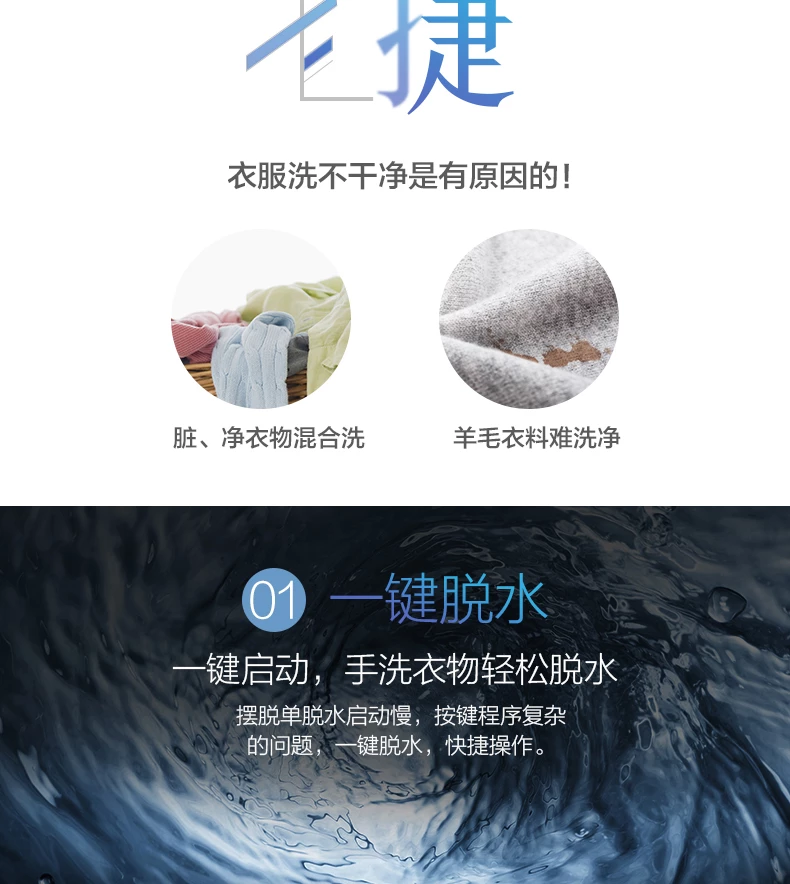 捷
衣服洗不干净是有原因的！
脏、净衣物混合洗
羊毛衣料难洗净
01 一键脱水
一键启动，手洗衣物轻松脱水
摆脱单脱水启动慢，按键程序复杂
的问题，一键脱水，快捷操作。